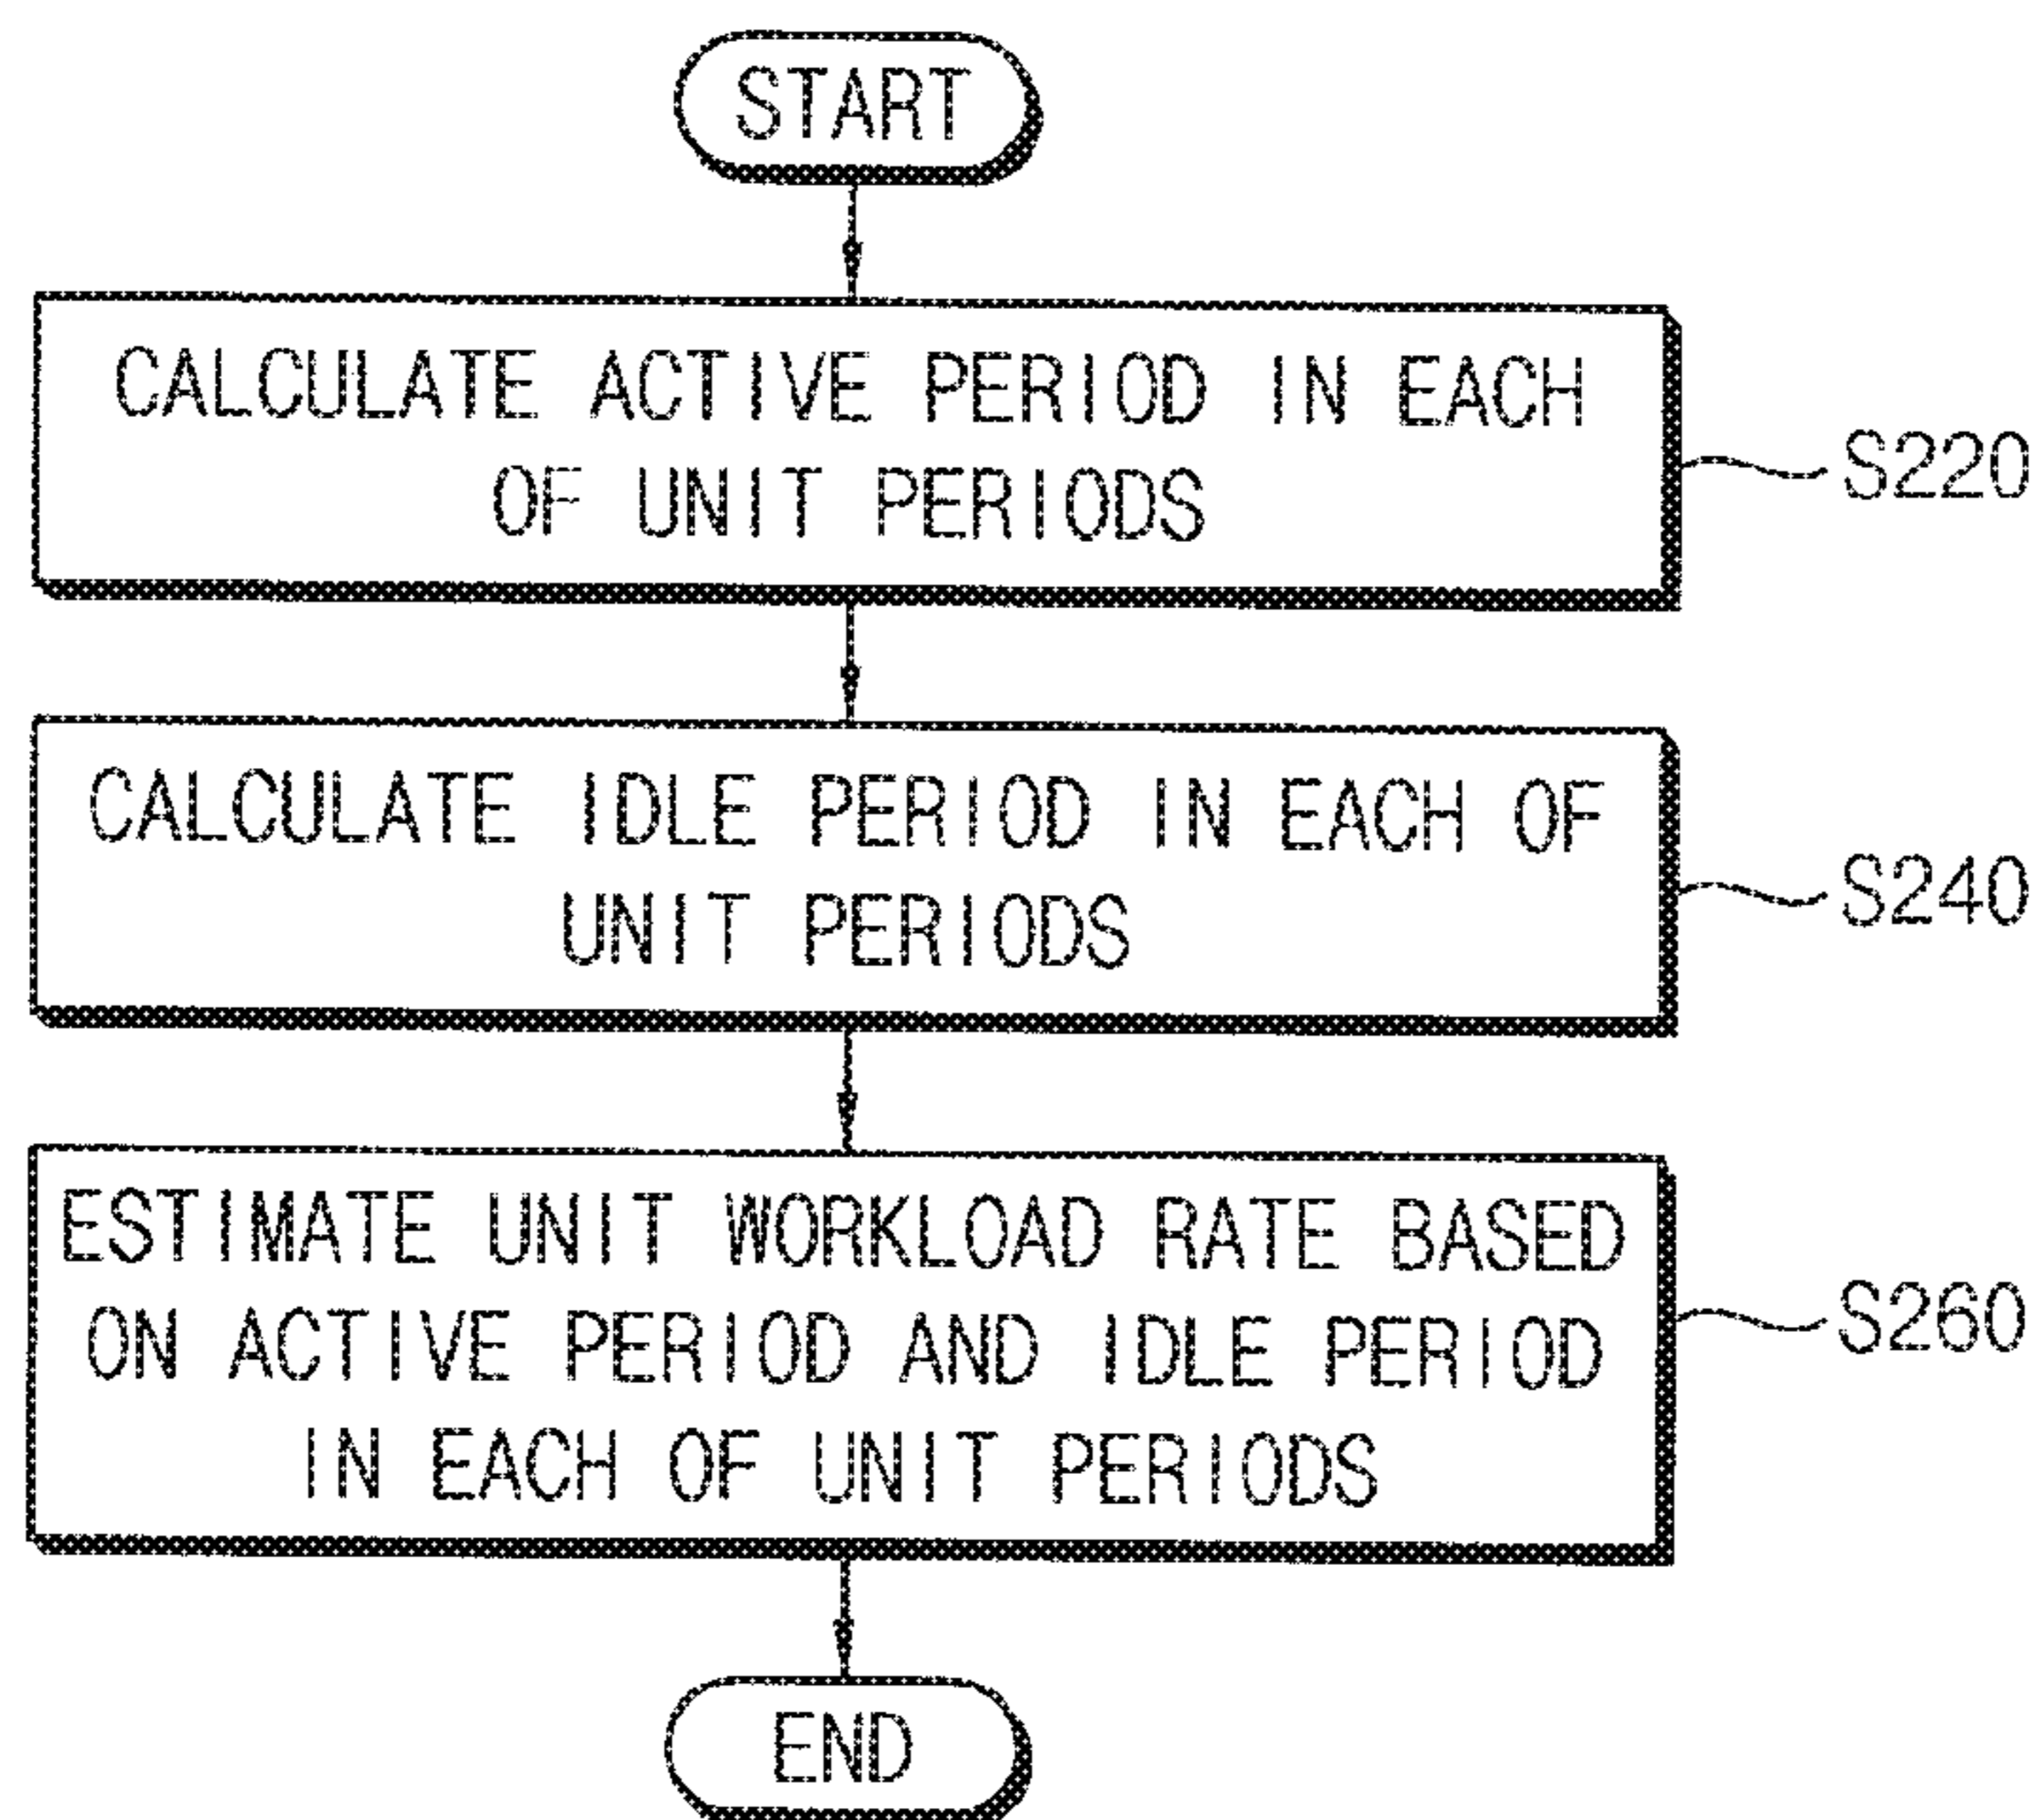 START
CALCULATE ACTIVE PERIOD IN EACH
OF UNIT PERIODS
S220
CALCULATE IDLE PERIOD IN EACH OF
UNIT PERIODS
S240
ESTIMATE UNIT WORKLOAD RATE BASED
ON ACTIVE PERIOD AND IDLE PERIOD
IN EACH OF UNIT PERIODS
S260
END